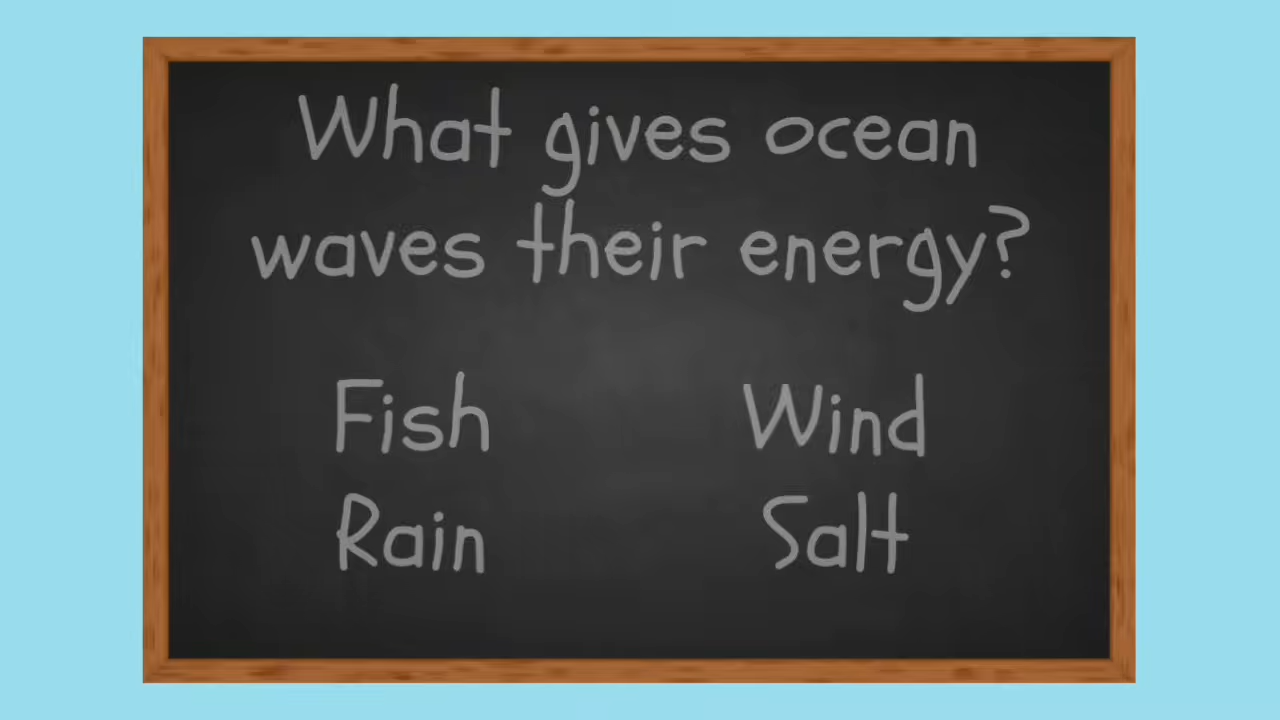 What gives ocean
waves their energy?
Fish
Wind
Rain
Salt